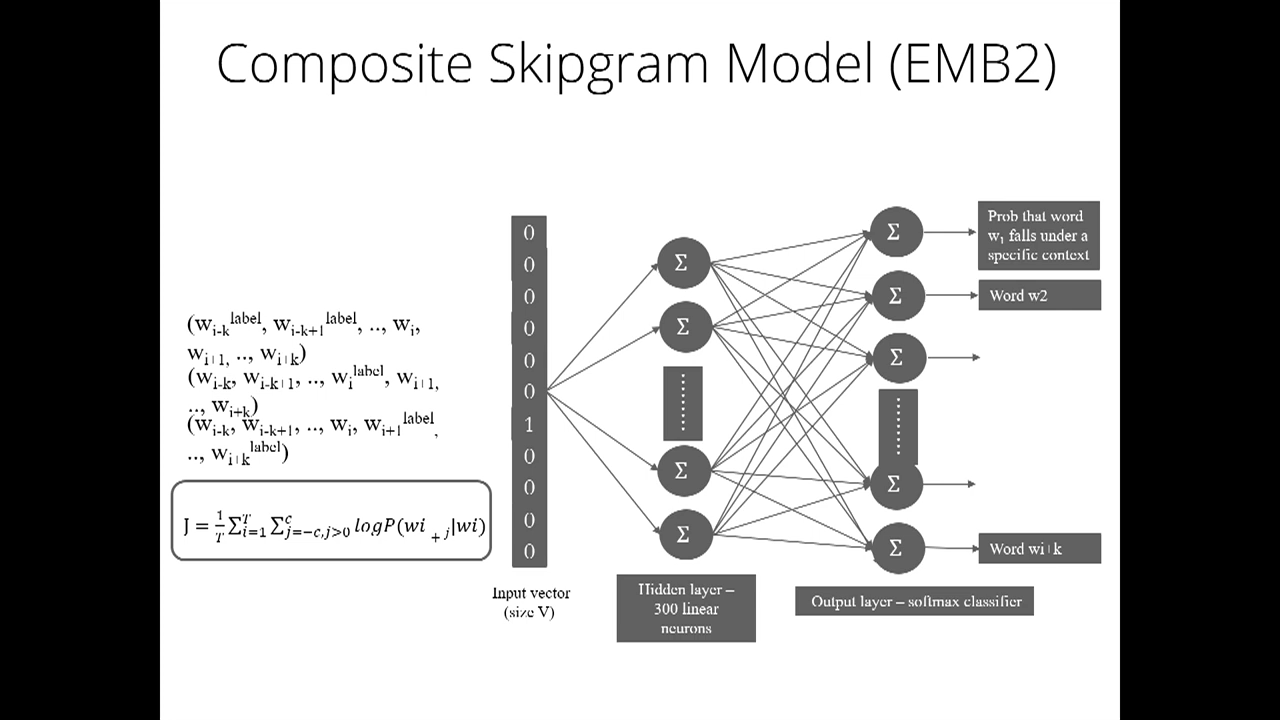 Composite Skipgram Model (EMB2)
(w_{i-k}^{label}, w_{i-k+1}^{label}, .., w_i,
w_{i+1,} .., w_{i+k})
(w_{i-k}, w_{i-k+1}, .., w_i^{label}, w_{i+1,}
.., w_{i+k})
(w_{i-k}, w_{i-k+1}, .., w_i, w_{i+1}^{label},
.., w_{i+k}^{label})
J = \frac{1}{T} \sum_{i=1}^{T} \sum_{j=-c,j>0}^{c} logP(wi_{+j}|wi)
0
0
0
0
0
0
1
0
0
0
0
Input vector
(size V)
Σ
Σ
Σ
Σ
Hidden layer –
300 linear
neurons
Σ
Σ
Σ
Σ
Σ
Output layer – softmax classifier
Prob that word
w₁ falls under a
specific context
Word w2
Word wi+k